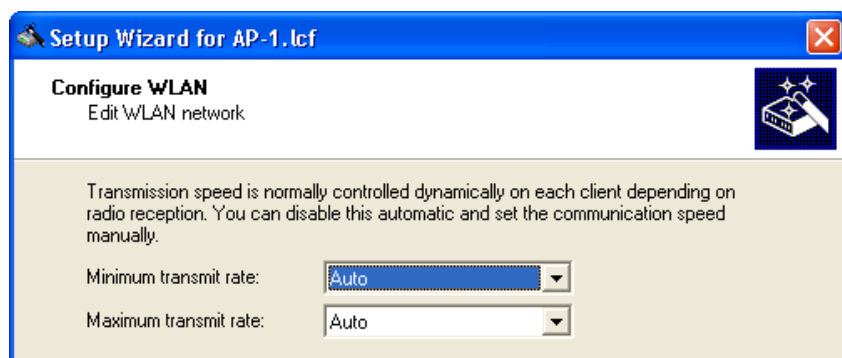 Setup Wizard for AP-1.lcf
Configure WLAN
Edit WLAN network
Transmission speed is normally controlled dynamically on each client depending on
radio reception. You can disable this automatic and set the communication speed
manually.
Minimum transmit rate: Auto
Maximum transmit rate: Auto